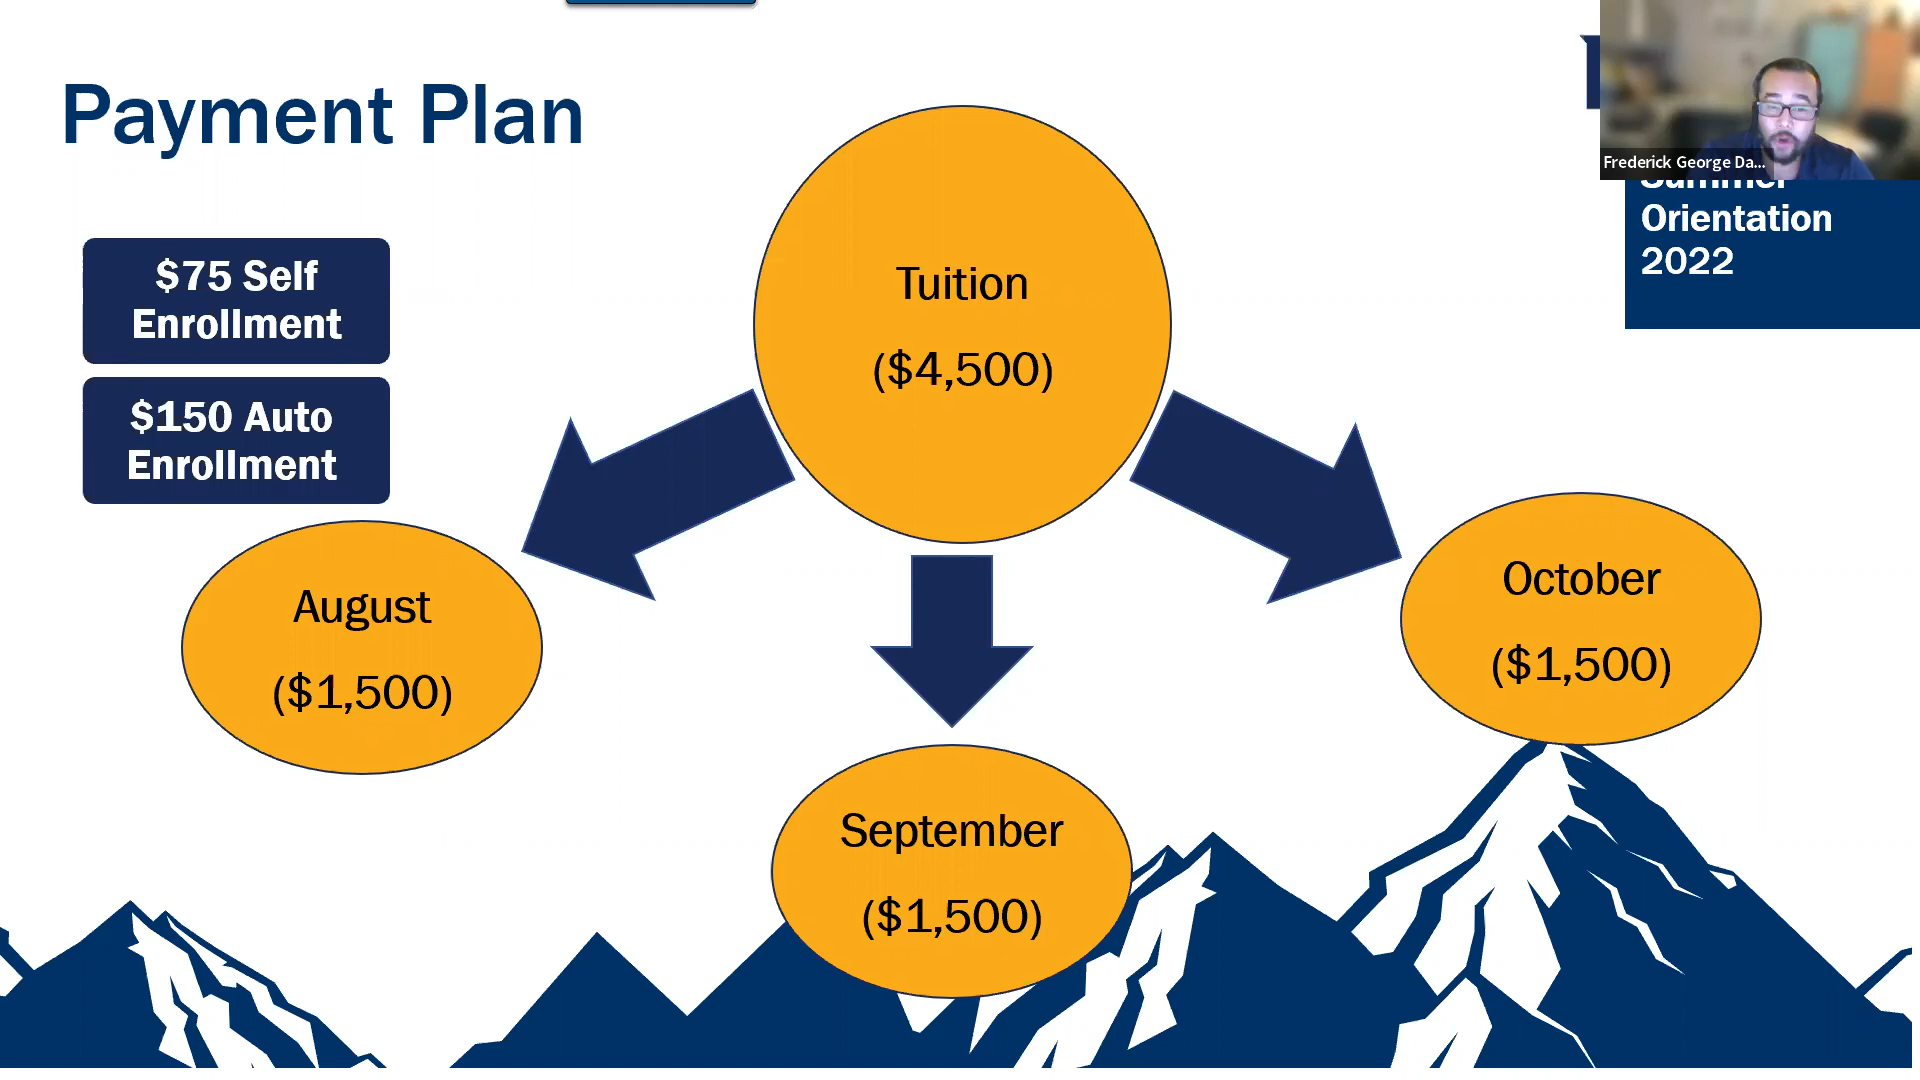 Payment Plan
$75 Self
Enrollment
$150 Auto
Enrollment
Tuition
($4,500)
August
($1,500)
September
($1,500)
October
($1,500)
Frederick George Da...
Summer
Orientation
2022